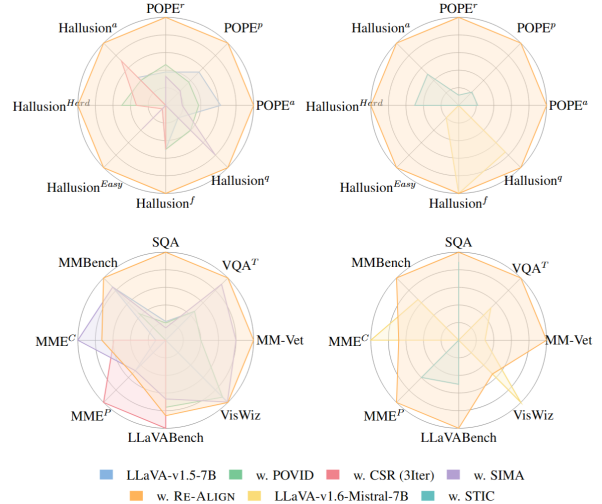 POPE^r
POPE^r
Hallusion^a
POPE^p
Hallusion^a
POPE^p
Hallusion^Hard
POPE^a
Hallusion^Hard
POPE^a
Hallusion^Easy
Hallusion^q
Hallusion^Easy
Hallusion^q
Hallusion^f
Hallusion^f
SQA
SQA
MMBench
VQA^T
MMBench
VQA^T
MME^C
MM-Vet
MME^C
MM-Vet
MME^P
VisWiz
MME^P
VisWiz
LLaVABench
LLaVABench
LLaVA-v1.5-7B w. POVID w. CSR (3Iter) w. SIMA
w. RE-ALIGN LLaVA-v1.6-Mistral-7B w. STIC